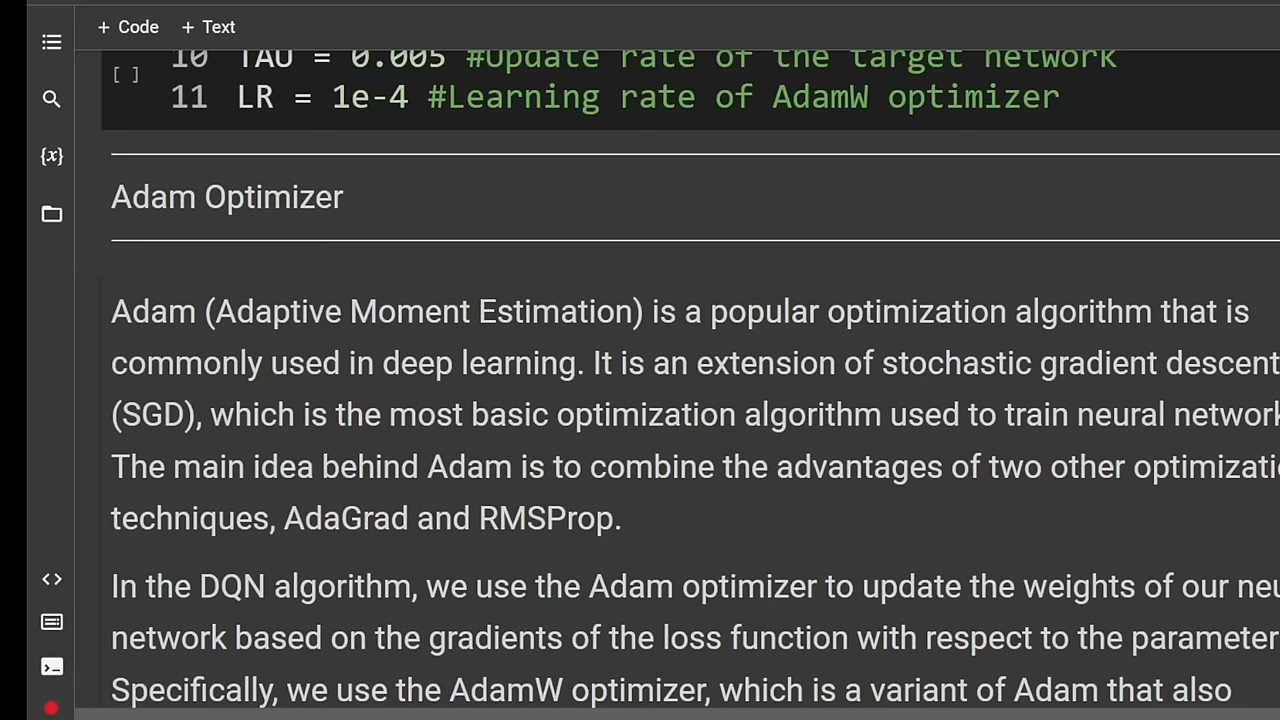 + Code + Text
10 TAU = 0.005 #Update rate of the target network
[ ]
11 LR = 1e-4 #Learning rate of AdamW optimizer
{x}
Adam Optimizer
Adam (Adaptive Moment Estimation) is a popular optimization algorithm that is
commonly used in deep learning. It is an extension of stochastic gradient descent
(SGD), which is the most basic optimization algorithm used to train neural
The main idea behind Adam is to combine the advantages of two other
techniques, AdaGrad and RMSProp.
In the DQN algorithm, we use the Adam optimizer to update the weights of our
network based on the gradients of the loss function with respect to the parameter
Specifically, we use the AdamW optimizer, which is a variant of Adam that also